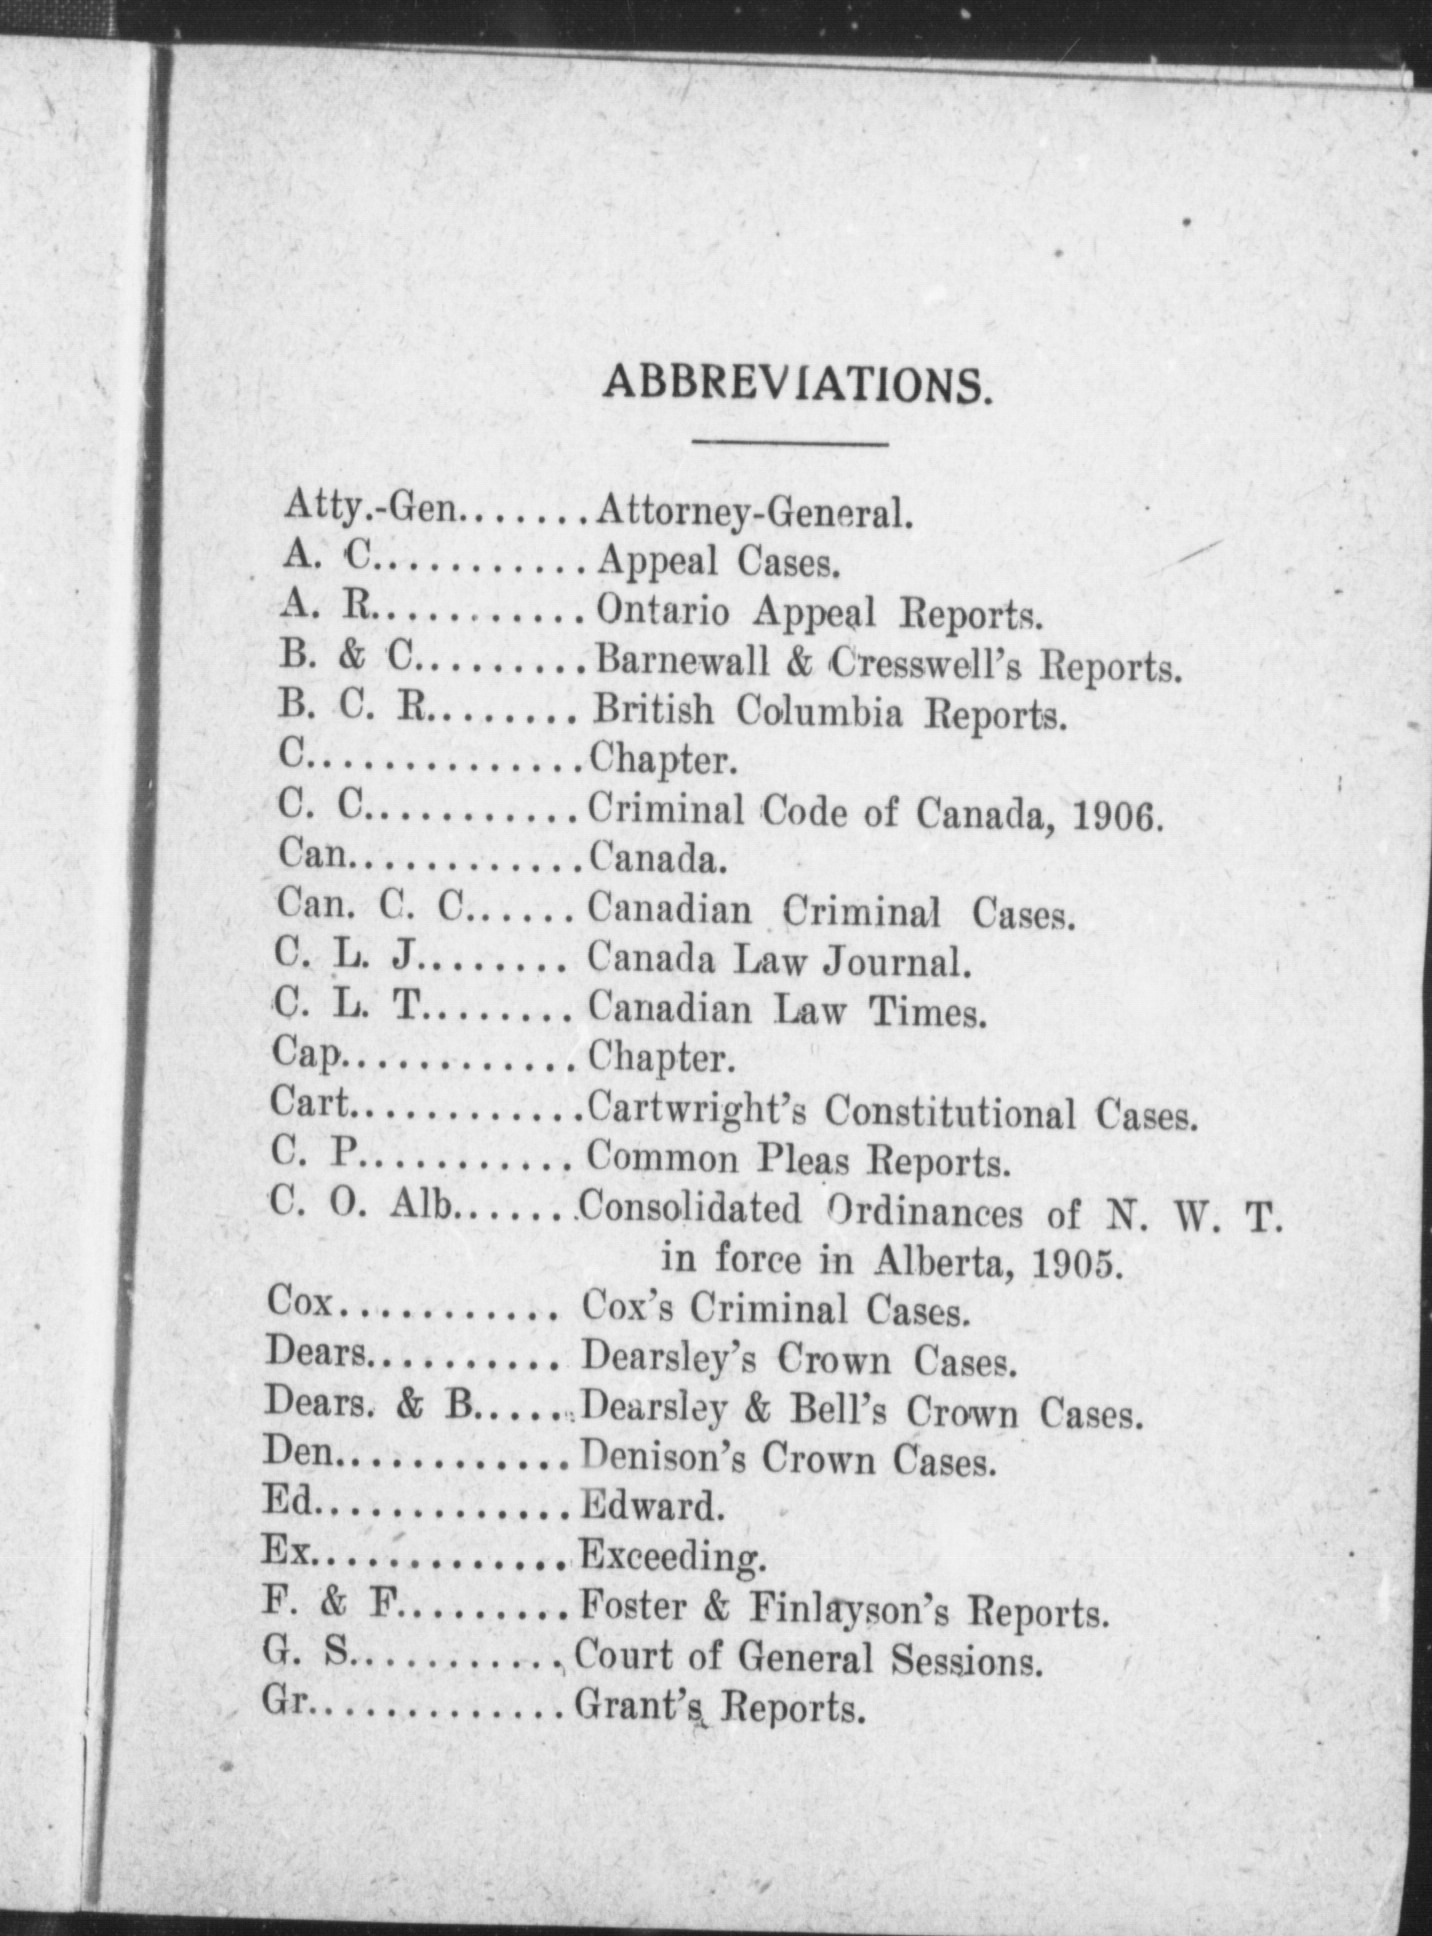 ABBREVIATIONS.
Atty.-Gen.......Attorney-General.
A. C...........Appeal Cases.
A. R...........Ontario Appeal Reports.
B. & C.........Barnewall & Cresswell's Reports.
B. C. R........British Columbia Reports.
C..............Chapter.
C. C...........Criminal Code of Canada, 1906.
Can............Canada.
Can. C. C......Canadian Criminal Cases.
C. L. J........Canada Law Journal.
C. L. T........Canadian Law Times.
Cap............Chapter.
Cart............Cartwright's Constitutional Cases.
C. P...........Common Pleas Reports.
C. O. Alb.......Consolidated Ordinances of N. W. T.
in force in Alberta, 1905.
Cox...........Cox's Criminal Cases.
Dears..........Dearsley's Crown Cases.
Dears. & B.....Dearsley & Bell's Crown Cases.
Den............Denison's Crown Cases.
Ed.............Edward.
Ex.............Exceeding.
F. & F.........Foster & Finlayson's Reports.
G. S...........Court of General Sessions.
Gr.............Grant's Reports.